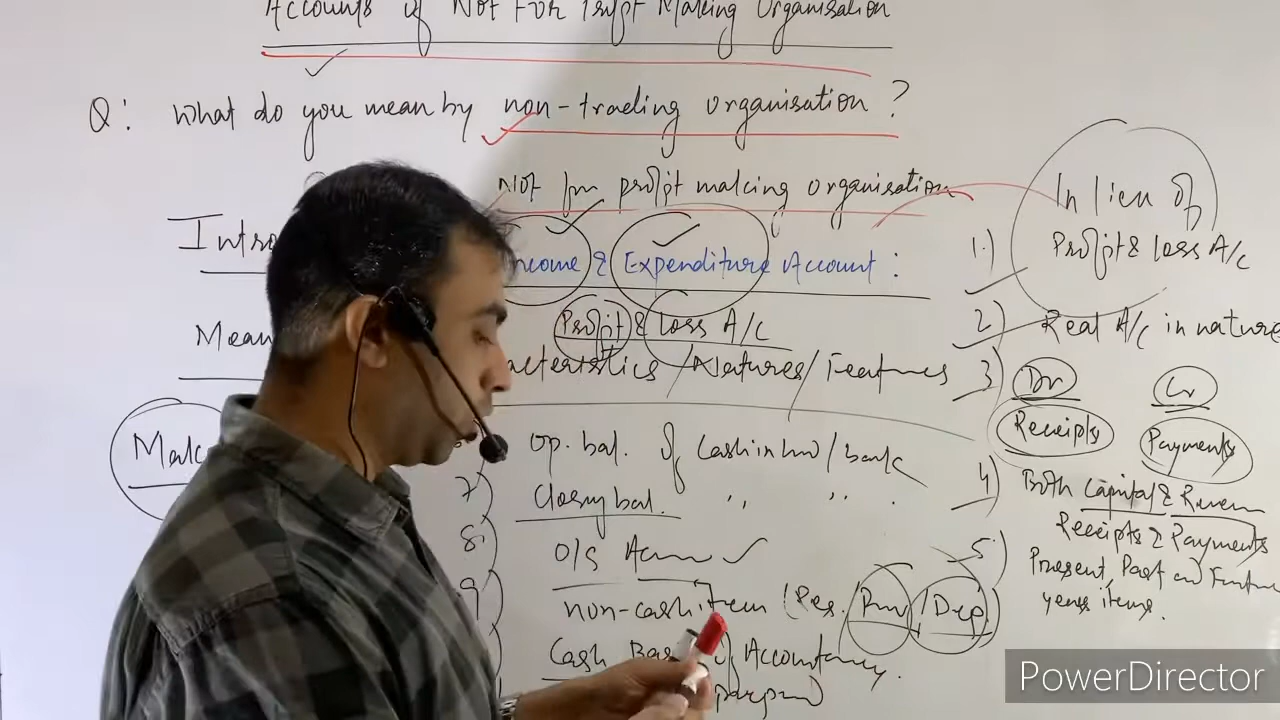 Accounts of Not For Profit Making Organisation
Q: What do you mean by non-trading organisation?
Not for profit making organisation
Intro
Income & Expenditure Account:
Mean
Profit & Loss A/C
acteristics / Natures / Features
op. bal. of Cash in hand / bank
7) Closing bal. " "
8) O/S
9) non-cash item (Res. Dep)
Cash Basis of Accountancy.
In lieu of
1.) Profit & loss A/c
2) Real A/c in nature
3) Dr Cr
Receipts Payments
4) Both Capital & Revenue
Receipts & Payments
5) Present, Past and Future
years items.
PowerDirector